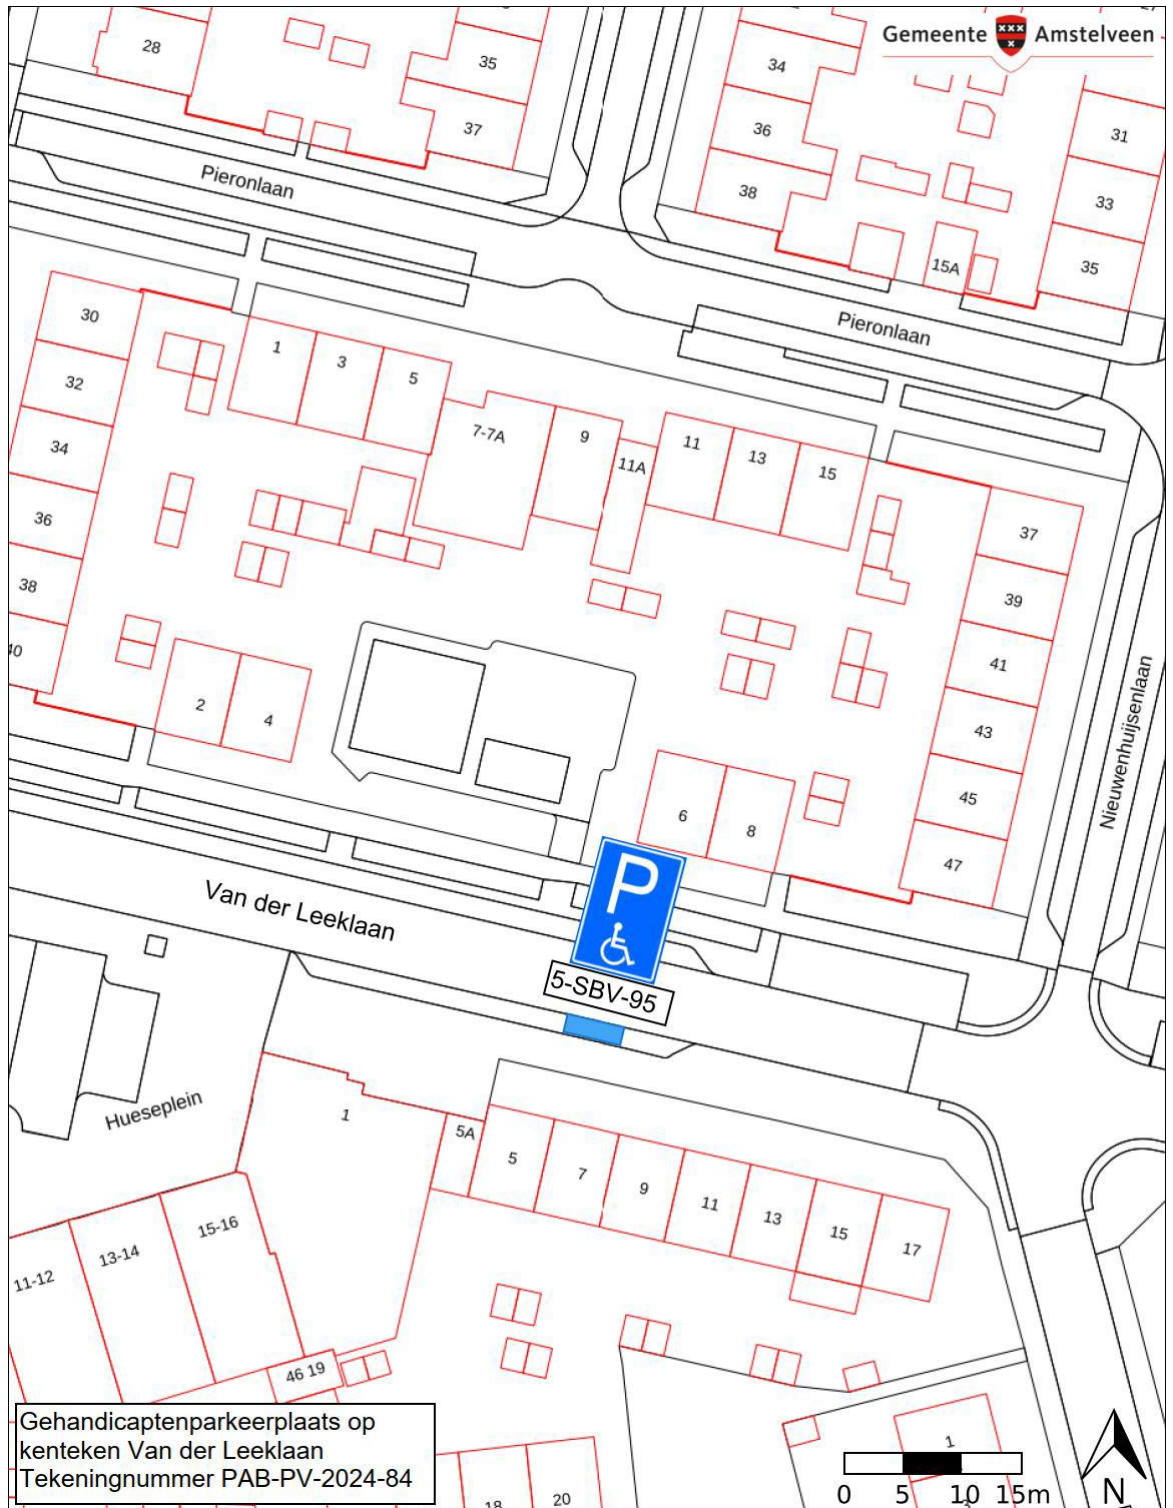 Gemeente Amstelveen
28
35
37
34
36
38
31
33
35
15A
Pieronlaan
Pieronlaan
30
32
34
36
38
40
1
3
5
7-7A
9
11A
11
13
15
37
39
41
43
45
47
2
4
6
8
Nieuwenhuijsenlaan
Van der Leeklaan
P
5-SBV-95
Hueseplein
1
5A
5
7
9
11
13
15
17
11-12
13-14
15-16
46 19
18
20
1
Gehandicaptenparkeerplaats op
kenteken Van der Leeklaan
Tekeningnummer PAB-PV-2024-84
0 5 10 15m
N